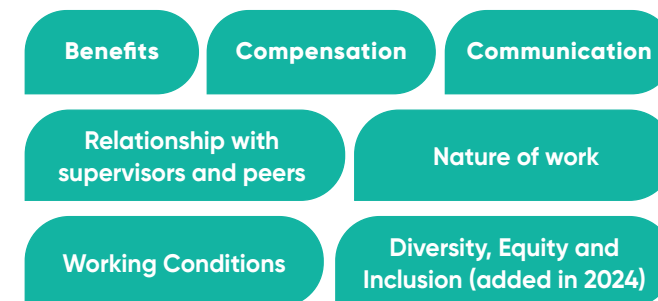 Benefits
Compensation
Communication
Relationship with
supervisors and peers
Nature of work
Working Conditions
Diversity, Equity and
Inclusion (added in 2024)